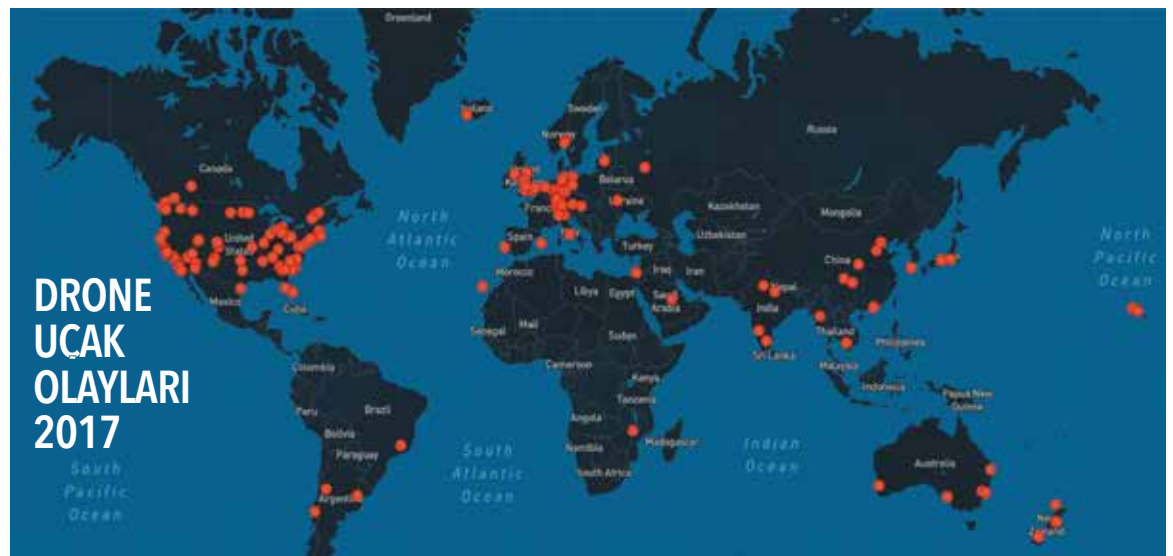 Greenland
Iceland
Sweden
Norway
Russia
Canada
Belarus
Ukraine
France
Kazakhstan
Mongolia
North
Atlantic
Ocean
United
States
Spain
Italy
Turkey
Uzbekistan
China
North
Pacific
Ocean
Morocco
Iraq
Iran
Libya
Egypt
Saudi
Arabia
Nepal
India
Mexico
Cuba
DRONE
UÇAK
OLAYLARI
2017
Senegal
Mali
Sudan
Thailand
Philippines
Sri Lanka
Malaysia
Colombia
Cameroon
Kenya
Indonesia
Tanzania
Papua New
Guinea
Peru
Brazil
Angola
Bolivia
Namibia
Madagascar
Paraguay
South
Atlantic
Ocean
Indian
Ocean
Australia
South Africa
South
Pacific
Ocean
Argentina
New
Zealand